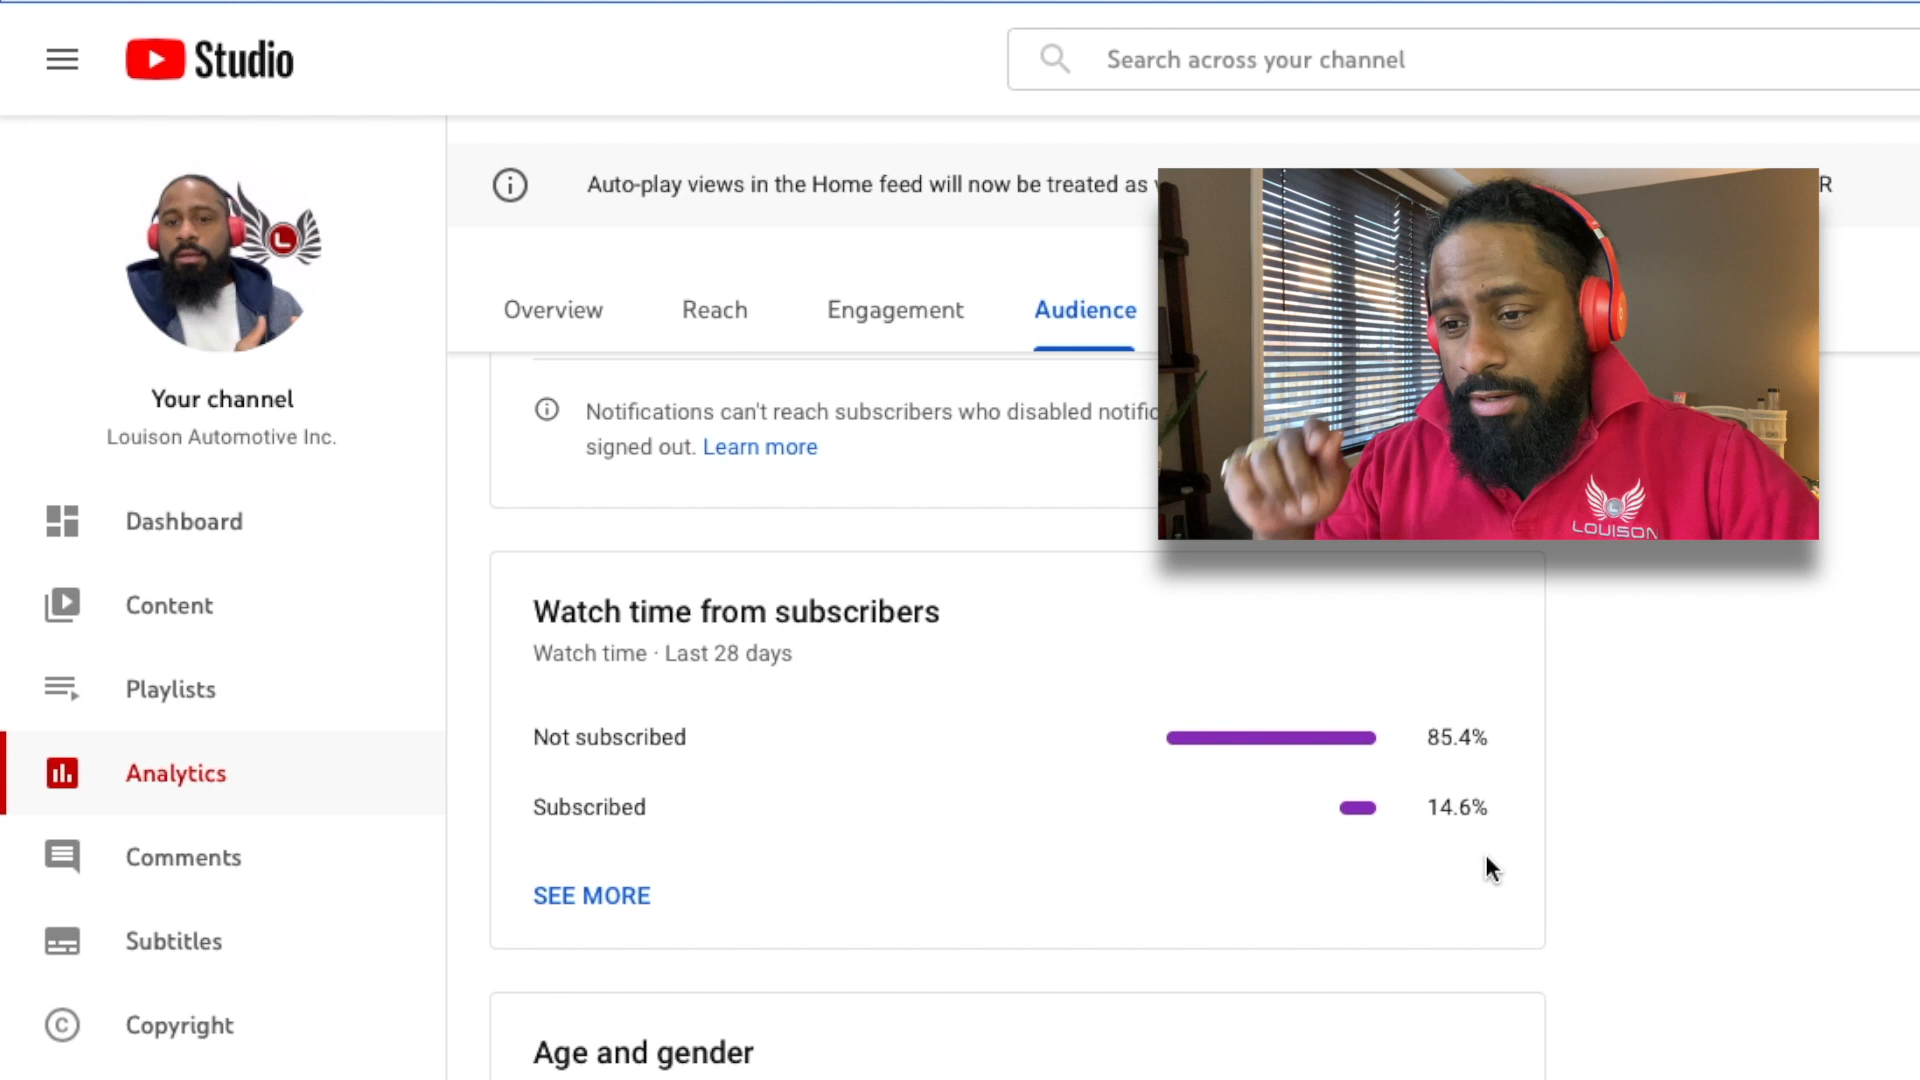 Studio
Search across your channel
Auto-play views in the Home feed will now be treated as
R
Overview
Reach
Engagement
Audience
Your channel
Louison Automotive Inc.
Notifications can't reach subscribers who disabled
signed out. Learn more
LOUISON
Dashboard
Content
Playlists
Analytics
Comments
Subtitles
Copyright
Watch time from subscribers
Watch time · Last 28 days
Not subscribed
85.4%
Subscribed
14.6%
SEE MORE
Age and gender